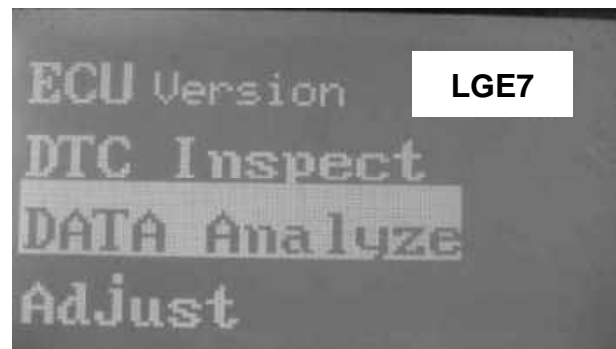 ECU Version
LGE7
DTC Inspect
DATA Analyze
Adjust